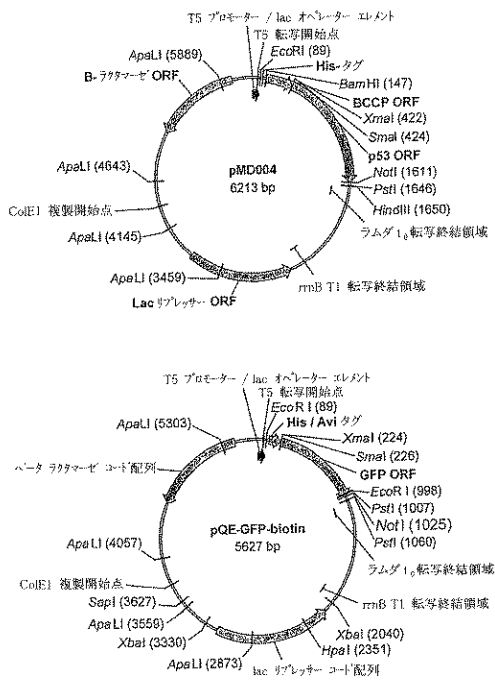 T5 プロモーター / lac オペレーター エレメント
T5 転写開始点
EcoRI (89)
His-タグ
BamHI (147)
BCCP ORF
XmaI (422)
SmaI (424)
p53 ORF
NotI (1611)
PstI (1646)
HindIII (1650)
ラムダ t₀ 転写終結領域
rrnB T1 転写終結領域
Lac リプレッサー ORF
ApaLI (3459)
ApaLI (4145)
ColE1 複製開始点
ApaLI (4643)
B-ラクタマーゼ ORF
ApaLI (5889)
pMD004
6213 bp
T5 プロモーター / lac オペレーター エレメント
T5 転写開始点
EcoR I (89)
His / Avi タグ
XmaI (224)
SmaI (226)
GFP ORF
EcoR I (998)
PstI (1007)
NotI (1025)
PstI (1060)
ラムダ t₀ 転写終結領域
rrnB T1 転写終結領域
XbaI (2040)
HpaI (2351)
lac リプレッサー コード配列
ApaLI (2873)
XbaI (3330)
ApaLI (3559)
SapI (3627)
ColE1 複製開始点
ApaLI (4057)
ベータ ラクタマーゼ コード配列
ApaLI (5303)
pQE-GFP-biotin
5627 bp